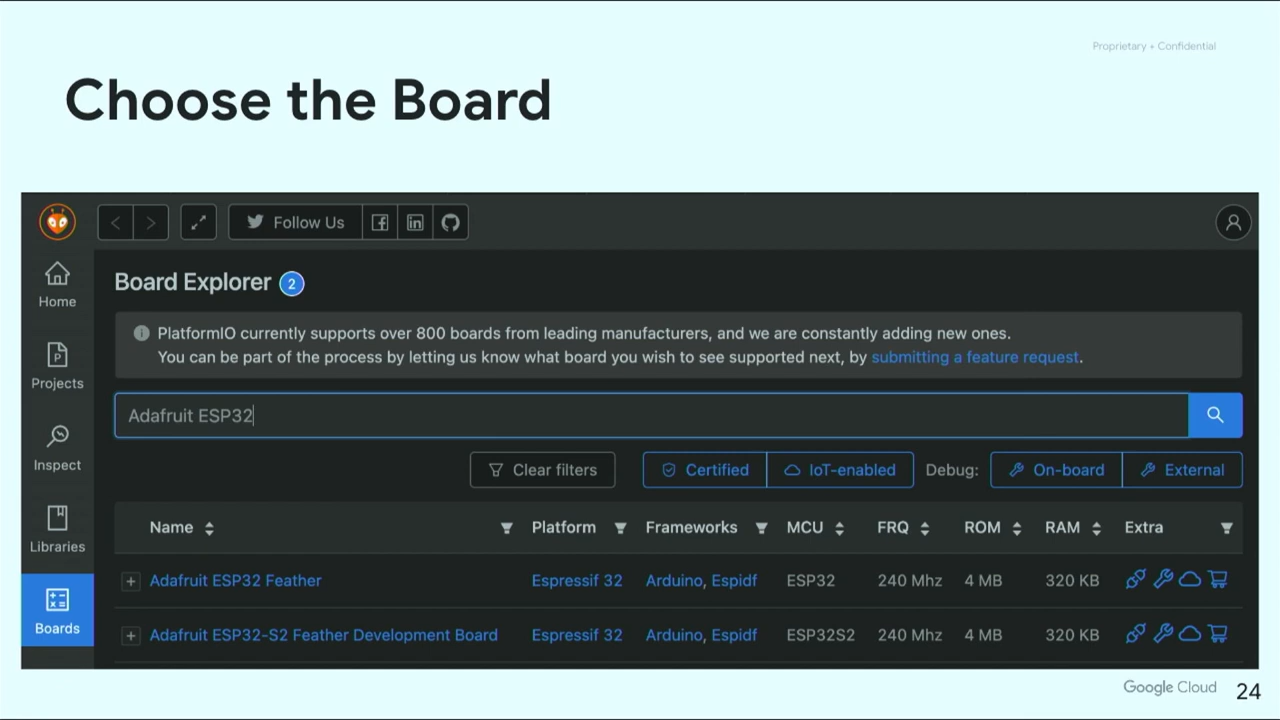 Proprietary + Confidential
Choose the Board
Follow Us
Home
Projects
Inspect
Libraries
Boards
Board Explorer 2
PlatformIO currently supports over 800 boards from leading manufacturers, and we are constantly adding new ones.
You can be part of the process by letting us know what board you wish to see supported next, by submitting a feature request.
Adafruit ESP32
Clear filters Certified IoT-enabled Debug: On-board External
Name Platform Frameworks MCU FRQ ROM RAM Extra
Adafruit ESP32 Feather Espressif 32 Arduino, Espidf ESP32 240 Mhz 4 MB 320 KB
Adafruit ESP32-S2 Feather Development Board Espressif 32 Arduino, Espidf ESP32S2 240 Mhz 4 MB 320 KB
Google Cloud 24